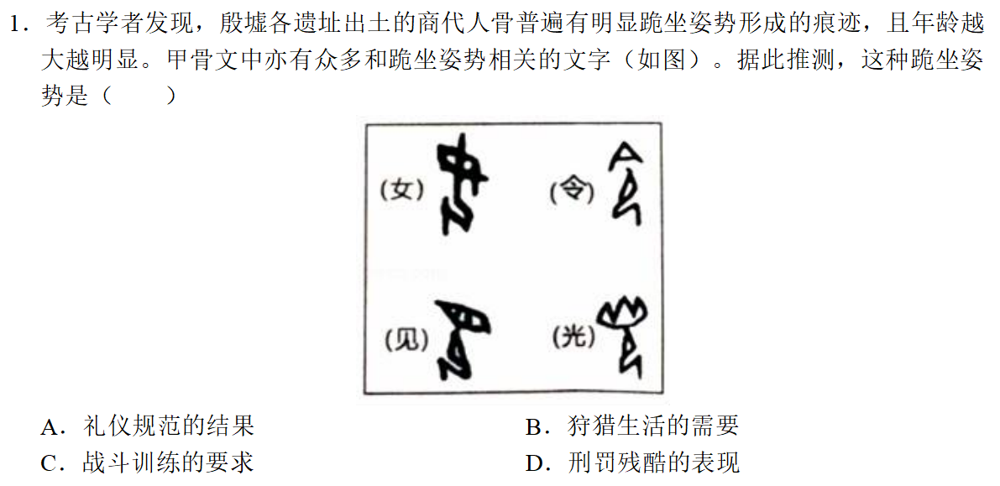 1．考古学者发现，殷墟各遗址出土的商代人骨普遍有明显跪坐姿势形成的痕迹，且年龄越
大越明显。甲骨文中亦有众多和跪坐姿势相关的文字（如图）。据此推测，这种跪坐姿
势是（　　）
(女) (令)
(见) (光)
A．礼仪规范的结果 B．狩猎生活的需要
C．战斗训练的要求 D．刑罚残酷的表现